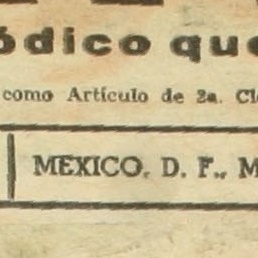 ódico que
como Artículo de 2a. Cl
MEXICO, D. F., M